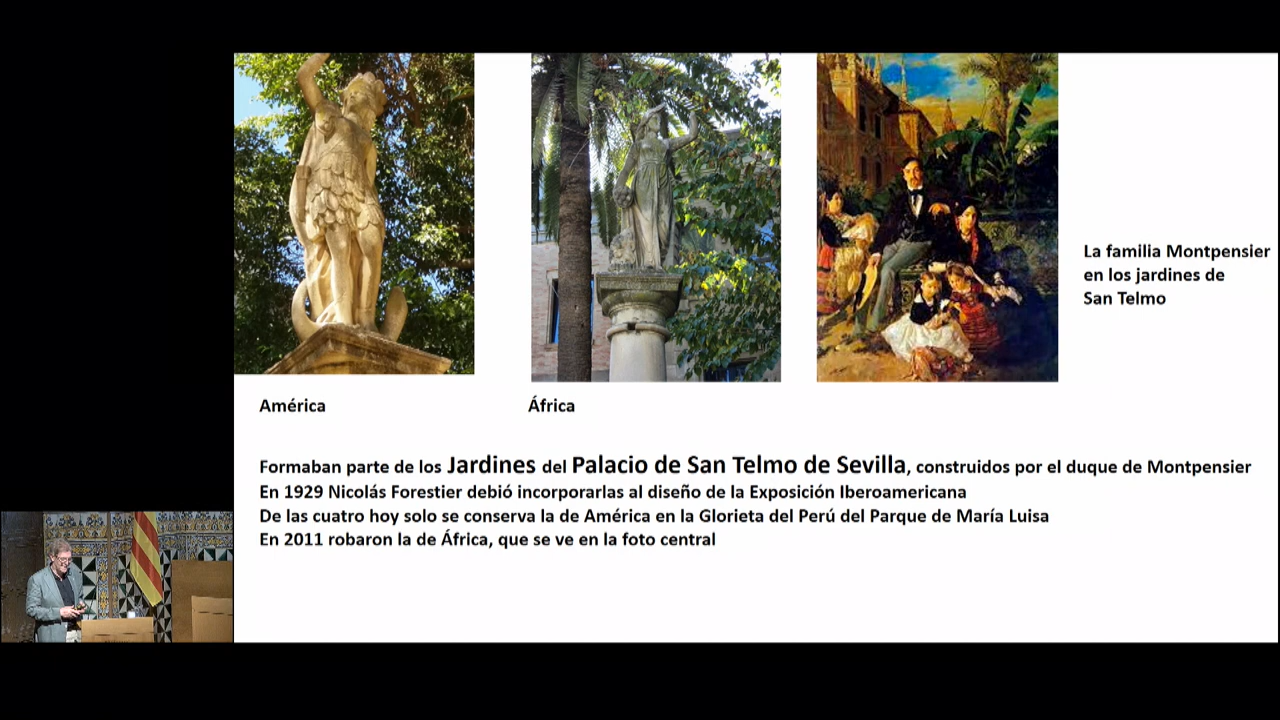 La familia Montpensier
en los jardines de
San Telmo
América
África
Formaban parte de los Jardines del Palacio de San Telmo de Sevilla, construidos por el duque de Montpensier
En 1929 Nicolás Forestier debió incorporarlas al diseño de la Exposición Iberoamericana
De las cuatro hoy solo se conserva la de América en la Glorieta del Perú del Parque de María Luisa
En 2011 robaron la de África, que se ve en la foto central